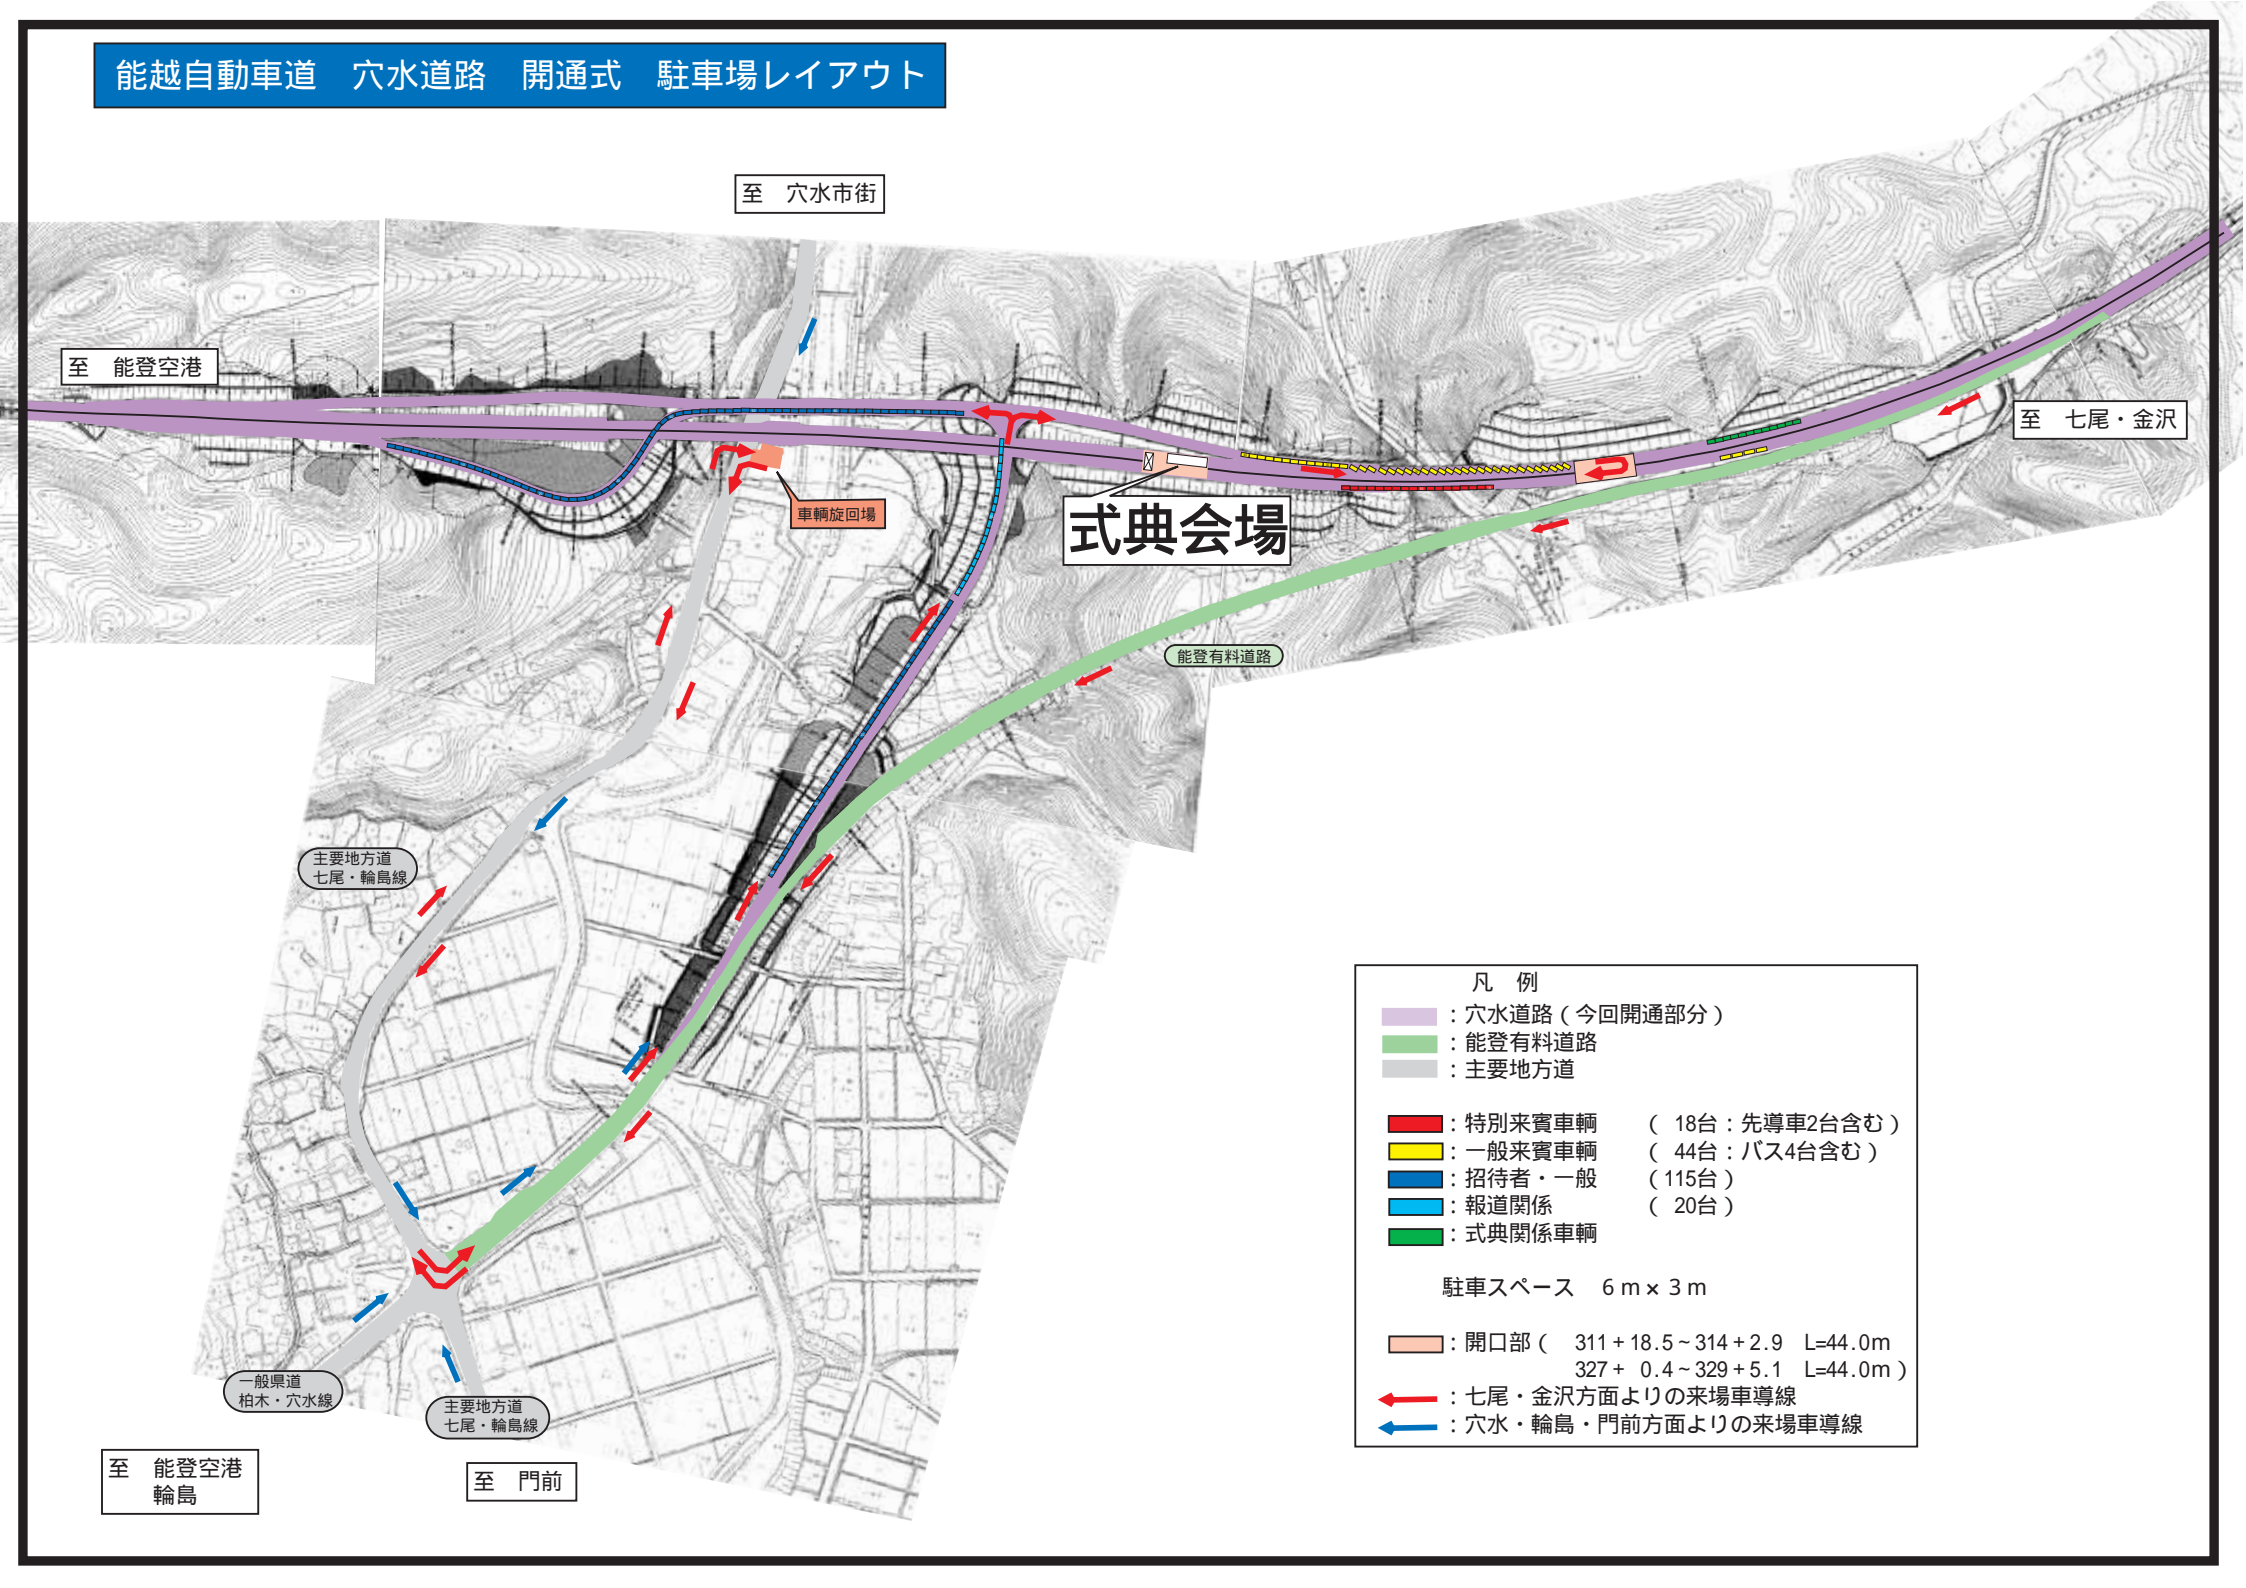 能越自動車道　穴水道路　開通式　駐車場レイアウト
至　穴水市街
至　能登空港
至　七尾・金沢
車輌旋回場
式典会場
能登有料道路
主要地方道
七尾・輪島線
凡　例
：穴水道路（今回開通部分）
：能登有料道路
：主要地方道
：特別来賓車輌　（　18台：先導車2台含む）
：一般来賓車輌　（　44台：バス4台含む）
：招待者・一般　（115台）
：報道関係　（　20台）
：式典関係車輌
駐車スペース　６ｍ×３ｍ
：開口部（　311＋18.5～314＋2.9　L=44.0m
327＋　0.4～329＋5.1　L=44.0m）
：七尾・金沢方面よりの来場車導線
：穴水・輪島・門前方面よりの来場車導線
一般県道
柏木・穴水線
主要地方道
七尾・輪島線
至　能登空港
輪島
至　門前